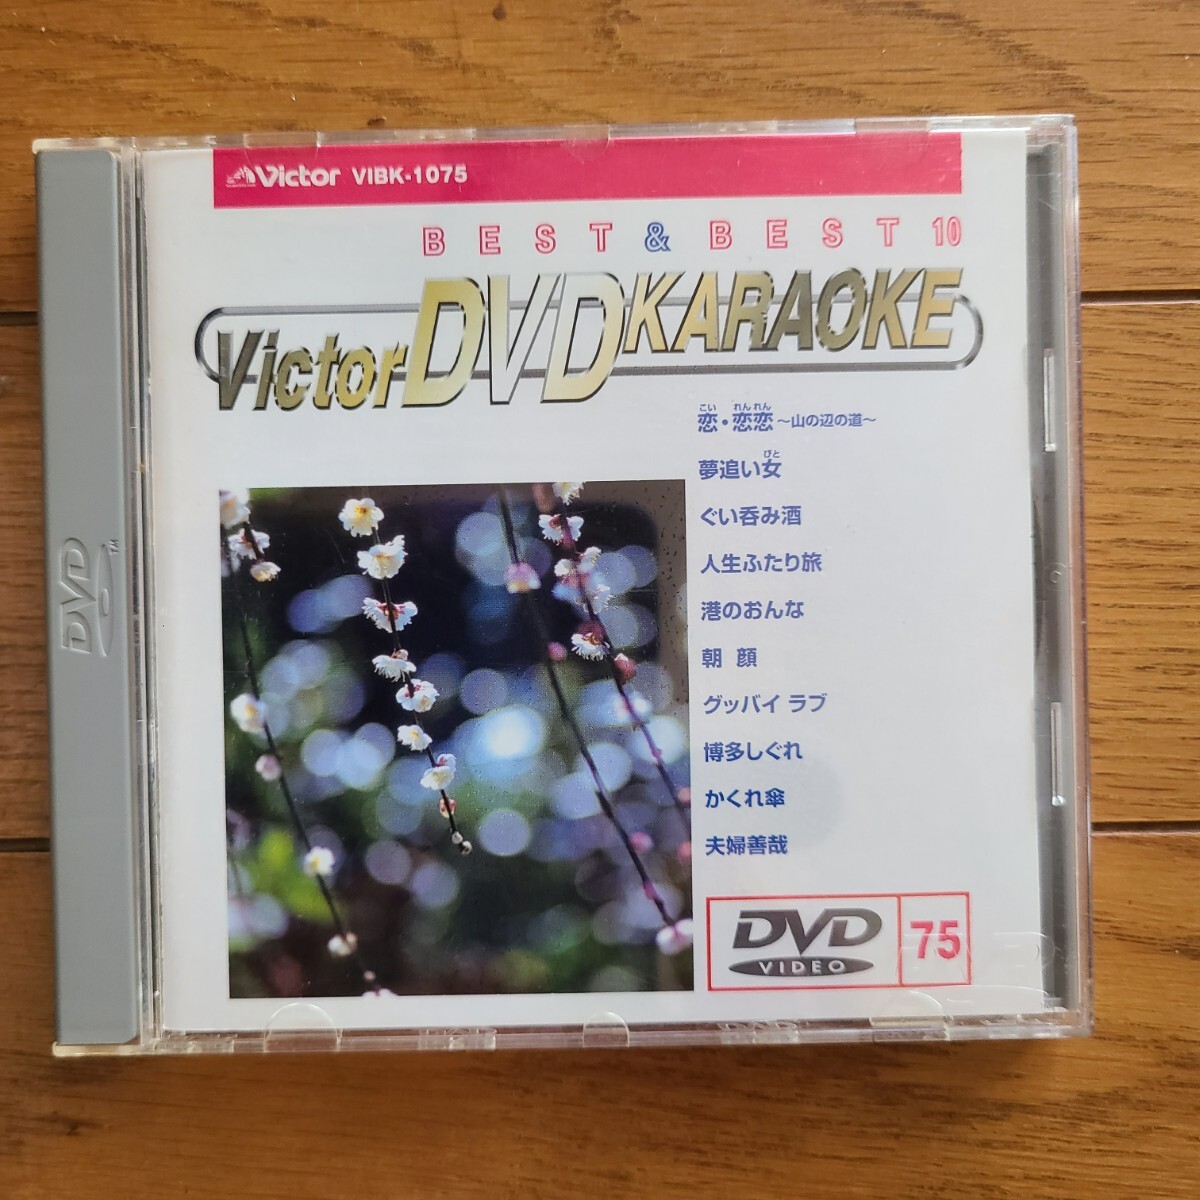 Victor VIBK-1075
BEST & BEST 10
Victor DVD KARAOKE
こい れんれん
恋・恋恋 ～山の辺の道～
びと
夢追い女
ぐい呑み酒
人生ふたり旅
港のおんな
朝 顔
グッバイ ラブ
博多しぐれ
かくれ傘
夫婦善哉
DVD
VIDEO
75
DVD™